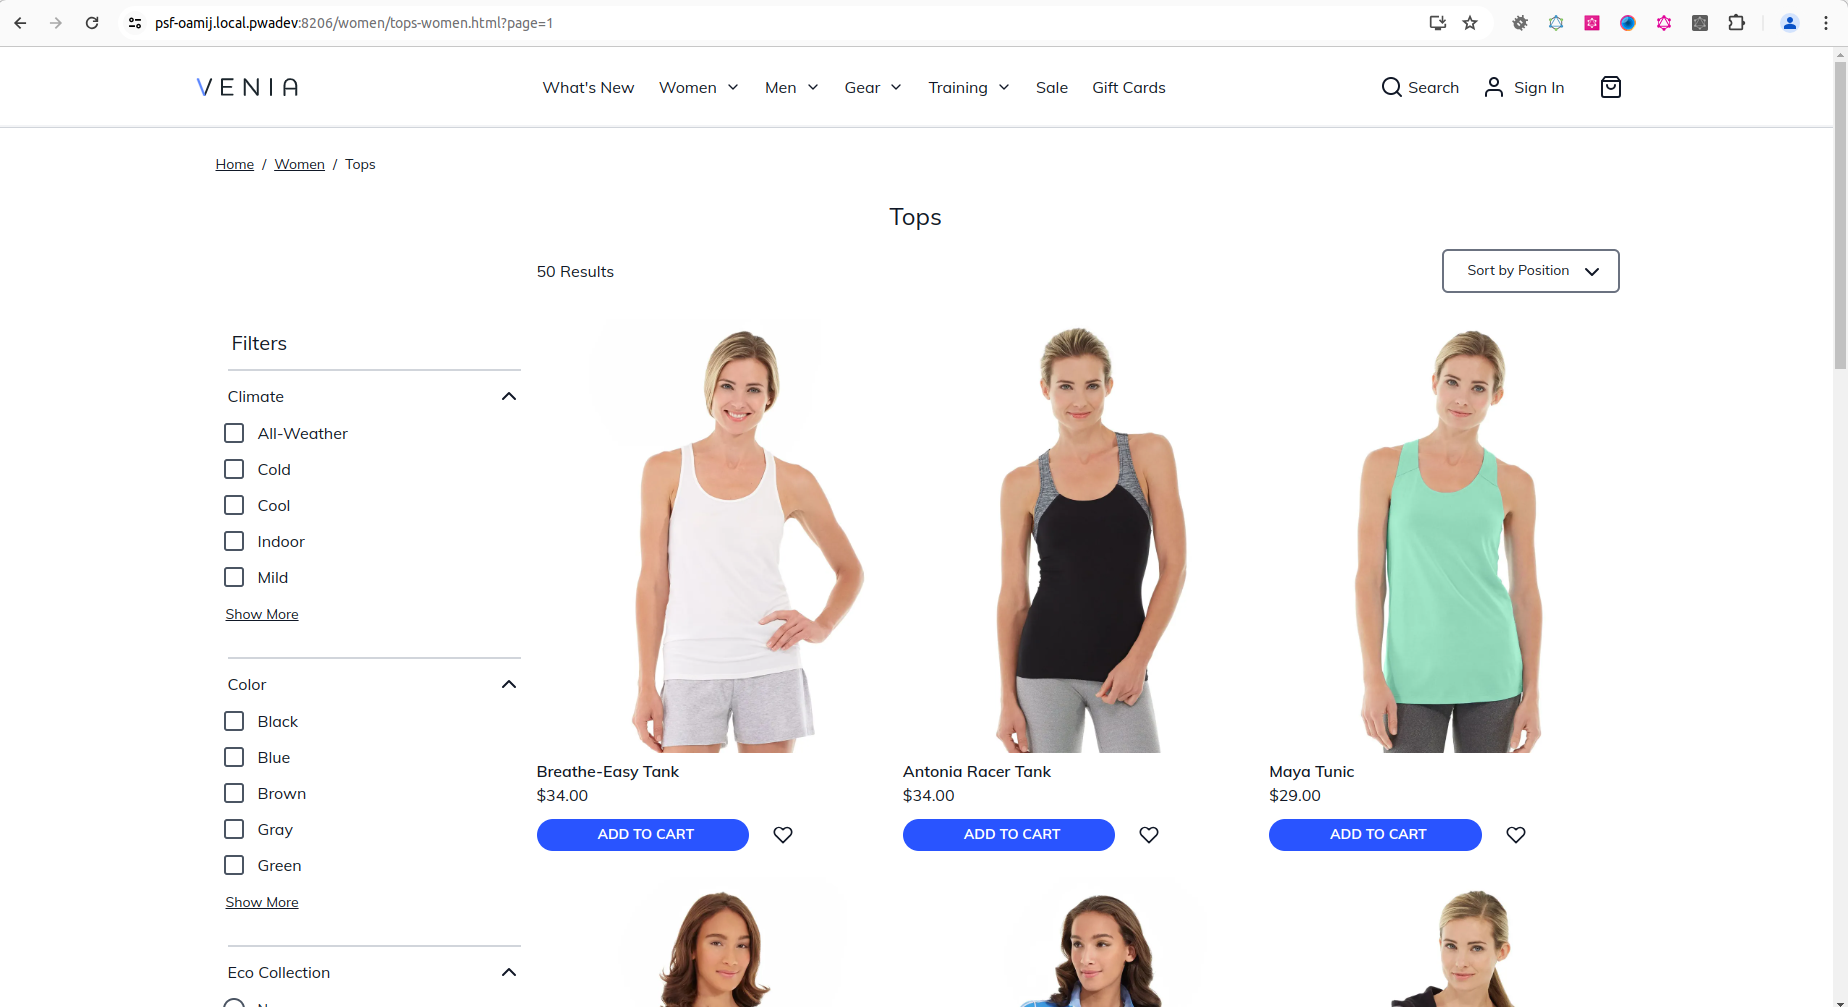 psf-oamij.local.pwadev:8206/women/tops-women.html?page=1
VENIA
What's New Women Men Gear Training Sale Gift Cards
Search Sign In
Home / Women / Tops
Tops
50 Results
Sort by Position
Filters
Climate
All-Weather
Cold
Cool
Indoor
Mild
Show More
Color
Black
Blue
Brown
Gray
Green
Show More
Eco Collection
Breathe-Easy Tank
$34.00
ADD TO CART
Antonia Racer Tank
$34.00
ADD TO CART
Maya Tunic
$29.00
ADD TO CART